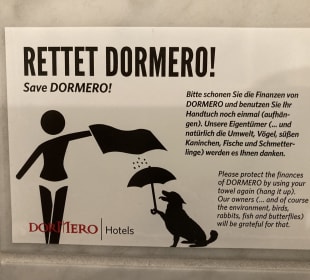 RETTET DORMERO!
Save DORMERO!
Bitte schonen Sie die Finanzen von
DORMERO und benutzen Sie Ihr
Handtuch noch einmal (aufhän-
gen). Unsere Eigentümer (... und
natürlich die Umwelt, Vögel, süßen
Kaninchen, Fische und Schmetter-
linge) werden es Ihnen danken.
Please protect the finances
of DORMERO by using your
towel again (hang it up).
Our owners (... and of course
the environment, birds,
rabbits, fish and butterflies)
will be grateful for that.
DORMERO Hotels